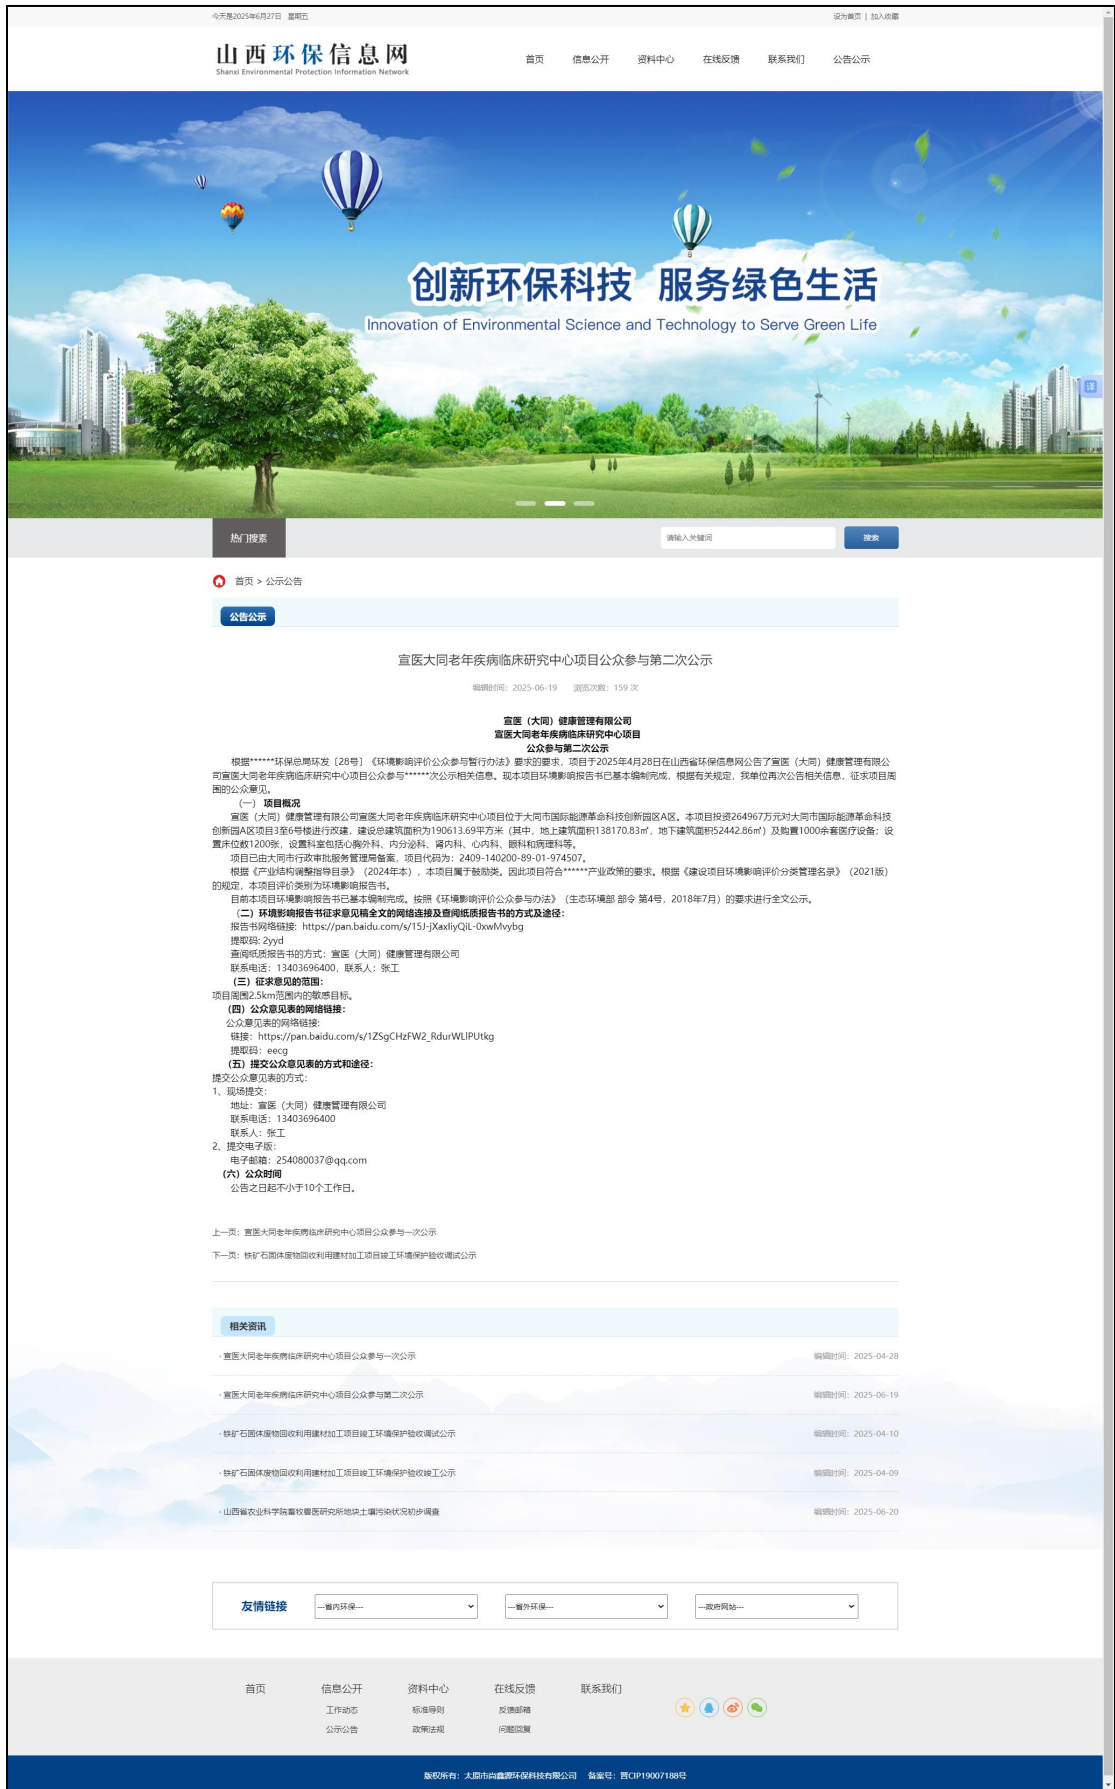 今天是2025年6月27日 星期五
设为首页 | 加入收藏
山西环保信息网
Shanxi Environmental Protection Information Network
首页 信息公开 资料中心 在线反馈 联系我们 公告公示
创新环保科技 服务绿色生活
Innovation of Environmental Science and Technology to Serve Green Life
译
热门搜索
请输入关键词
搜索
首页 > 公示公告
公告公示
宣医大同老年疾病临床研究中心项目公众参与第二次公示
编辑时间：2025-06-19 浏览次数：159 次
宣医（大同）健康管理有限公司
宣医大同老年疾病临床研究中心项目
公众参与第二次公示
根据******环保总局环发［28号］《环境影响评价公众参与暂行办法》要求的要求，项目于2025年4月28日在山西省环保信息网公告了宣医（大同）健康管理有限公
司宣医大同老年疾病临床研究中心项目公众参与******次公示相关信息。现本项目环境影响报告书已基本编制完成，根据有关规定，我单位再次公告相关信息，征求项目周
围的公众意见。
（一） 项目概况
宣医（大同）健康管理有限公司宣医大同老年疾病临床研究中心项目位于大同市国际能源革命科技创新园区A区。本项目投资264967万元对大同市国际能源革命科技
创新园A区项目3至6号楼进行改建，建设总建筑面积为190613.69平方米（其中，地上建筑面积138170.83㎡，地下建筑面积52442.86㎡）及购置1000余套医疗设备；设
置床位数1200张，设置科室包括心胸外科、内分泌科、肾内科、心内科、眼科和病理科等。
项目已由大同市行政审批服务管理局备案，项目代码为：2409-140200-89-01-974507。
根据《产业结构调整指导目录》（2024年本），本项目属于鼓励类。因此项目符合******产业政策的要求。根据《建设项目环境影响评价分类管理名录》（2021版）
的规定，本项目评价类别为环境影响报告书。
目前本项目环境影响报告书已基本编制完成。按照《环境影响评价公众参与办法》（生态环境部 部令 第4号，2018年7月）的要求进行全文公示。
（二）环境影响报告书征求意见稿全文的网络连接及查阅纸质报告书的方式及途径：
报告书网络链接：https://pan.baidu.com/s/15J-jXaxliyQiL-0xwMvybg
提取码: 2yyd
查阅纸质报告书的方式：宣医（大同）健康管理有限公司
联系电话：13403696400，联系人：张工
（三）征求意见的范围：
项目周围2.5km范围内的敏感目标。
（四）公众意见表的网络链接：
公众意见表的网络链接:
链接：https://pan.baidu.com/s/1ZSgCHzFW2_RdurWLlPUtkg
提取码：eecg
（五）提交公众意见表的方式和途径：
提交公众意见表的方式：
1、现场提交：
地址：宣医（大同）健康管理有限公司
联系电话：13403696400
联系人：张工
2、提交电子版：
电子邮箱：254080037@qq.com
（六）公众时间
公告之日起不小于10个工作日。
上一页：宣医大同老年疾病临床研究中心项目公众参与一次公示
下一页：铁矿石固体废物回收利用建材加工项目竣工环境保护验收调试公示
相关资讯
· 宣医大同老年疾病临床研究中心项目公众参与一次公示 编辑时间：2025-04-28
· 宣医大同老年疾病临床研究中心项目公众参与第二次公示 编辑时间：2025-06-19
· 铁矿石固体废物回收利用建材加工项目竣工环境保护验收调试公示 编辑时间：2025-04-10
· 铁矿石固体废物回收利用建材加工项目竣工环境保护验收竣工公示 编辑时间：2025-04-09
· 山西省农业科学院畜牧兽医研究所地块土壤污染状况初步调查 编辑时间：2025-06-20
友情链接 ---省内环保--- ---省外环保--- ---政府网站---
首页 信息公开 资料中心 在线反馈 联系我们
工作动态 标准导则 反馈邮箱
公示公告 政策法规 问题回复
版权所有：太原市尚鑫源环保科技有限公司 备案号：晋CIP19007188号